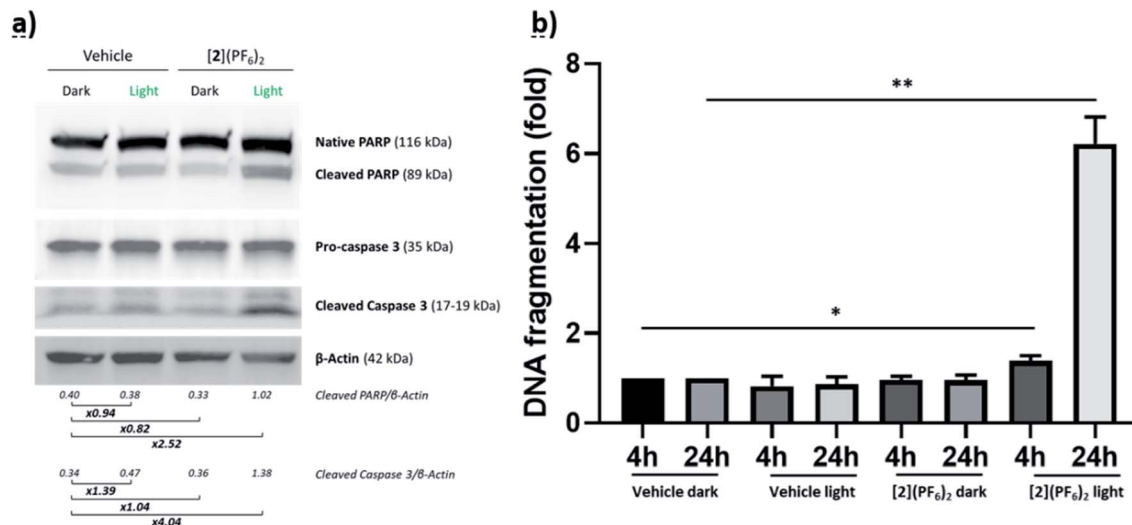 a)
Vehicle [2](PF₆)₂
Dark Light Dark Light
Native PARP (116 kDa)
Cleaved PARP (89 kDa)
Pro-caspase 3 (35 kDa)
Cleaved Caspase 3 (17-19 kDa)
β-Actin (42 kDa)
0.40 0.38 0.33 1.02 Cleaved PARP/β-Actin
x0.94
x0.82
x2.52
0.34 0.47 0.36 1.38 Cleaved Caspase 3/β-Actin
x1.39
x1.04
x4.04
b)
DNA fragmentation (fold)
8
6
4
2
0
**
*
4h 24h 4h 24h 4h 24h 4h 24h
Vehicle dark Vehicle light [2](PF₆)₂ dark [2](PF₆)₂ light